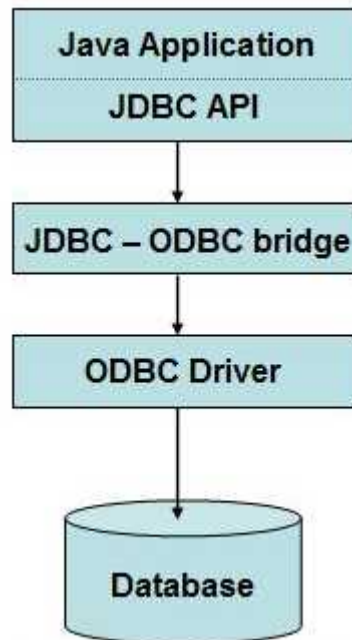 Java Application
JDBC API
JDBC – ODBC bridge
ODBC Driver
Database